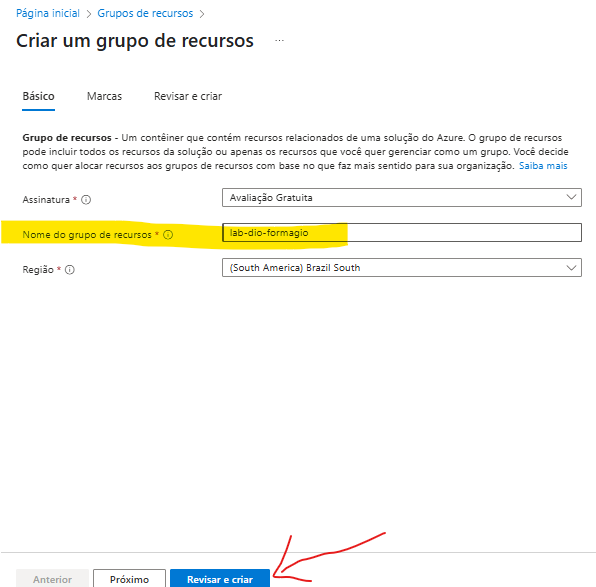 Página inicial > Grupos de recursos >
Criar um grupo de recursos ...
Básico Marcas Revisar e criar
Grupo de recursos - Um contêiner que contém recursos relacionados de uma solução do Azure. O grupo de recursos
pode incluir todos os recursos da solução ou apenas os recursos que você quer gerenciar como um grupo. Você decide
como quer alocar recursos aos grupos de recursos com base no que faz mais sentido para sua organização. Saiba mais
Assinatura * Avaliação Gratuita
Nome do grupo de recursos * lab-dio-formagio
Região * (South America) Brazil South
Anterior Próximo Revisar e criar